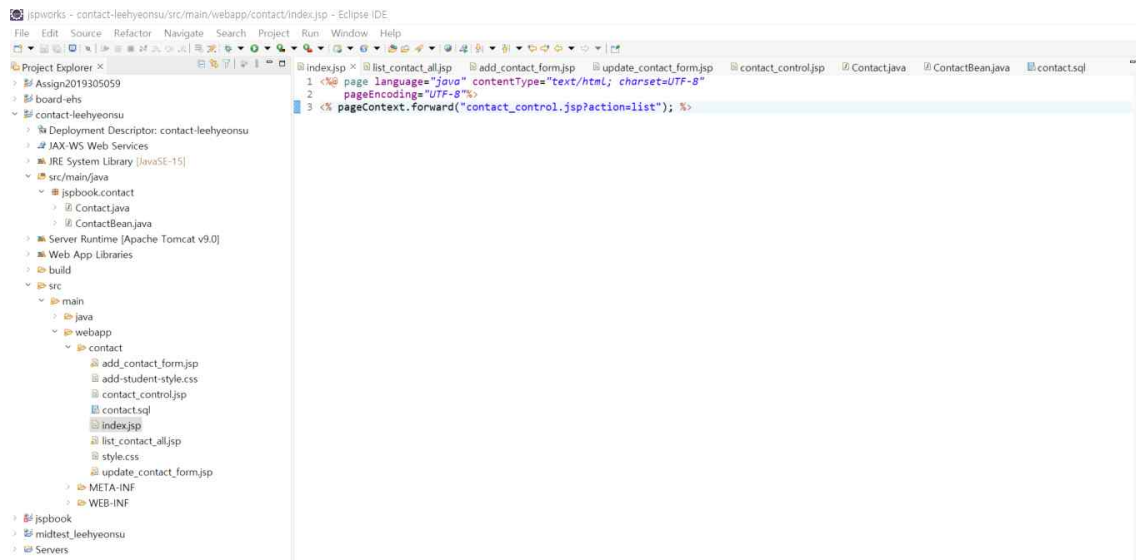 jspworks - contact-leehyeonsu/src/main/webapp/contact/index.jsp - Eclipse IDE
File Edit Source Refactor Navigate Search Project Run Window Help
Project Explorer
Assign2019305059
board-ehs
contact-leehyeonsu
Deployment Descriptor: contact-leehyeonsu
JAX-WS Web Services
JRE System Library [JavaSE-15]
src/main/java
jspbook.contact
Contact.java
ContactBean.java
Server Runtime [Apache Tomcat v9.0]
Web App Libraries
build
src
main
java
webapp
contact
add_contact_form.jsp
add-student-style.css
contact_control.jsp
contact.sql
index.jsp
list_contact_all.jsp
style.css
update_contact_form.jsp
META-INF
WEB-INF
jspbook
midtest_leehyeonsu
Servers
index.jsp list_contact_all.jsp add_contact_form.jsp update_contact_form.jsp contact_control.jsp Contact.java ContactBean.java contact.sql
1 <%@ page language="java" contentType="text/html; charset=UTF-8"
2 pageEncoding="UTF-8"%>
3 <% pageContext.forward("contact_control.jsp?action=list"); %>